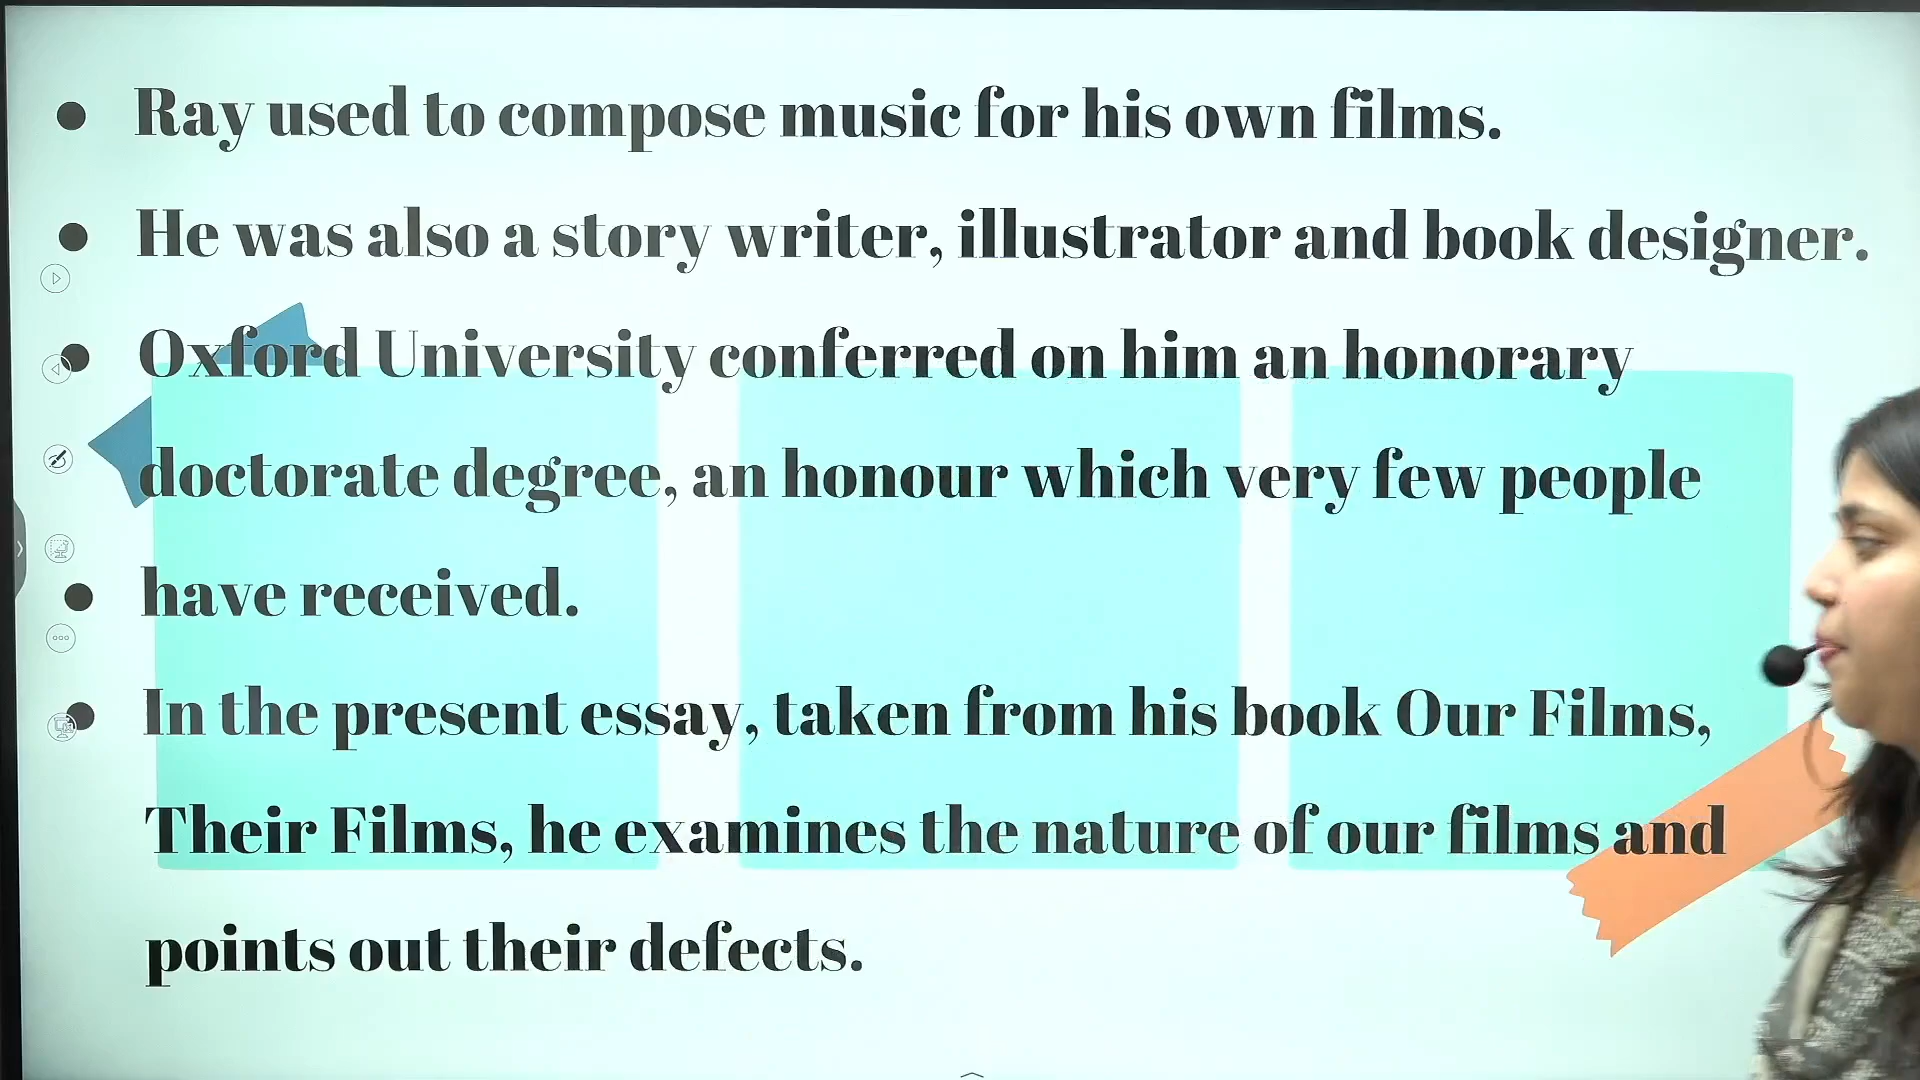 ● Ray used to compose music for his own films.
● He was also a story writer, illustrator and book designer.
● Oxford University conferred on him an honorary
doctorate degree, an honour which very few people
● have received.
● In the present essay, taken from his book Our Films,
Their Films, he examines the nature of our films and
points out their defects.